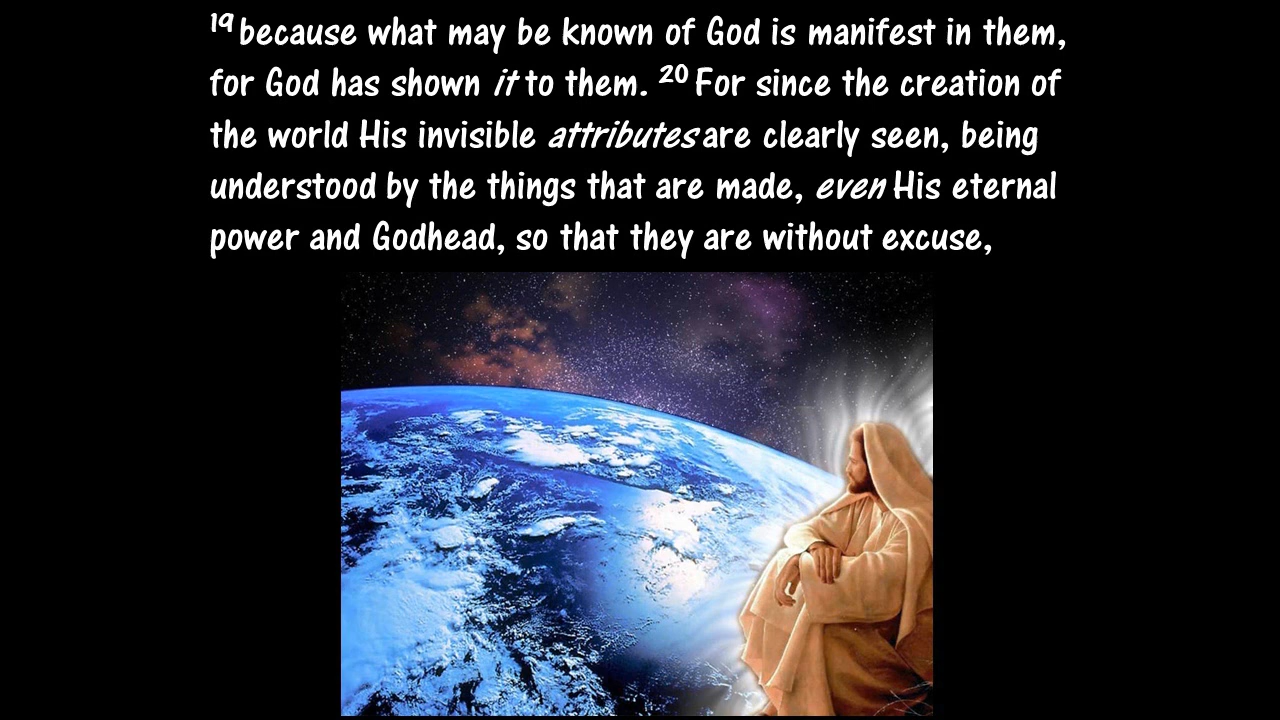 19 because what may be known of God is manifest in them,
for God has shown it to them. 20 For since the creation of
the world His invisible attributes are clearly seen, being
understood by the things that are made, even His eternal
power and Godhead, so that they are without excuse,